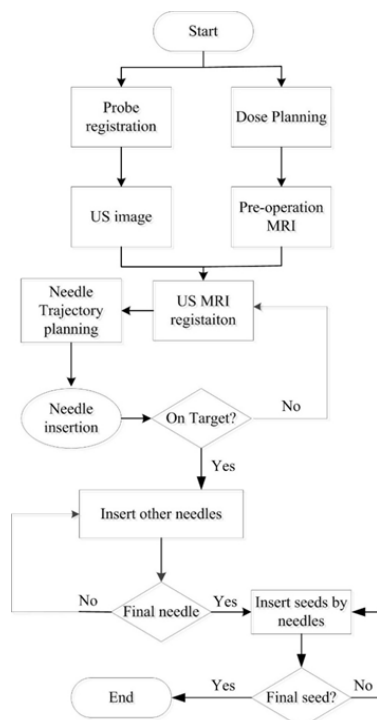 Start
Probe
registration
Dose Planning
US image
Pre-operation
MRI
Needle
Trajectory
planning
US MRI
registaiton
Needle
insertion
On Target?
No
Yes
Insert other needles
No
Final needle
Yes
Insert seeds by
needles
End
Yes
Final seed?
No